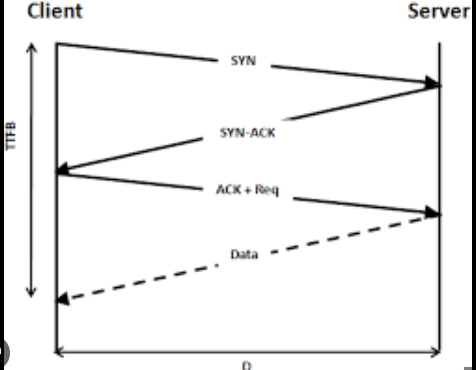 Client
Server
SYN
SYN-ACK
TTFB
ACK + Req
Data
D